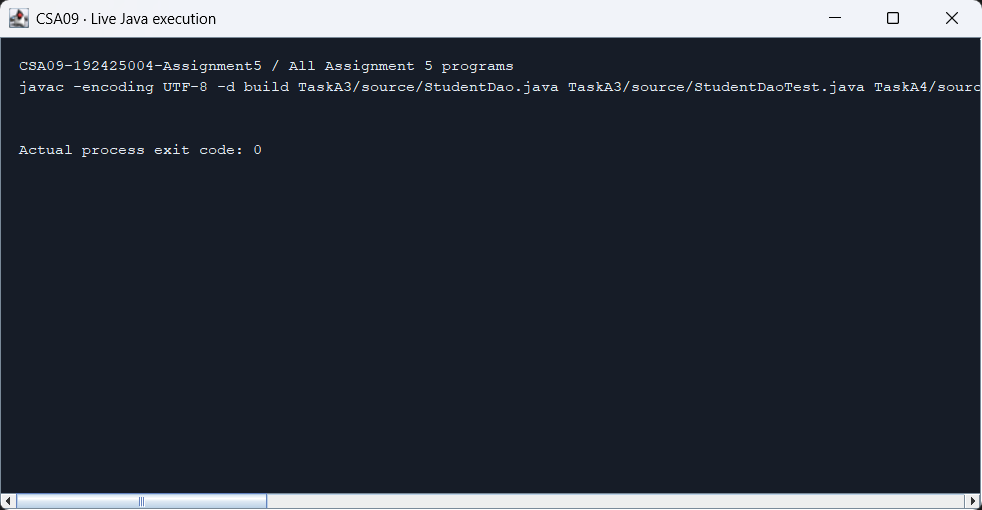 CSA09 · Live Java execution
CSA09-192425004-Assignment5 / All Assignment 5 programs
javac -encoding UTF-8 -d build TaskA3/source/StudentDao.java TaskA3/source/StudentDaoTest.java TaskA4/sourc
Actual process exit code: 0